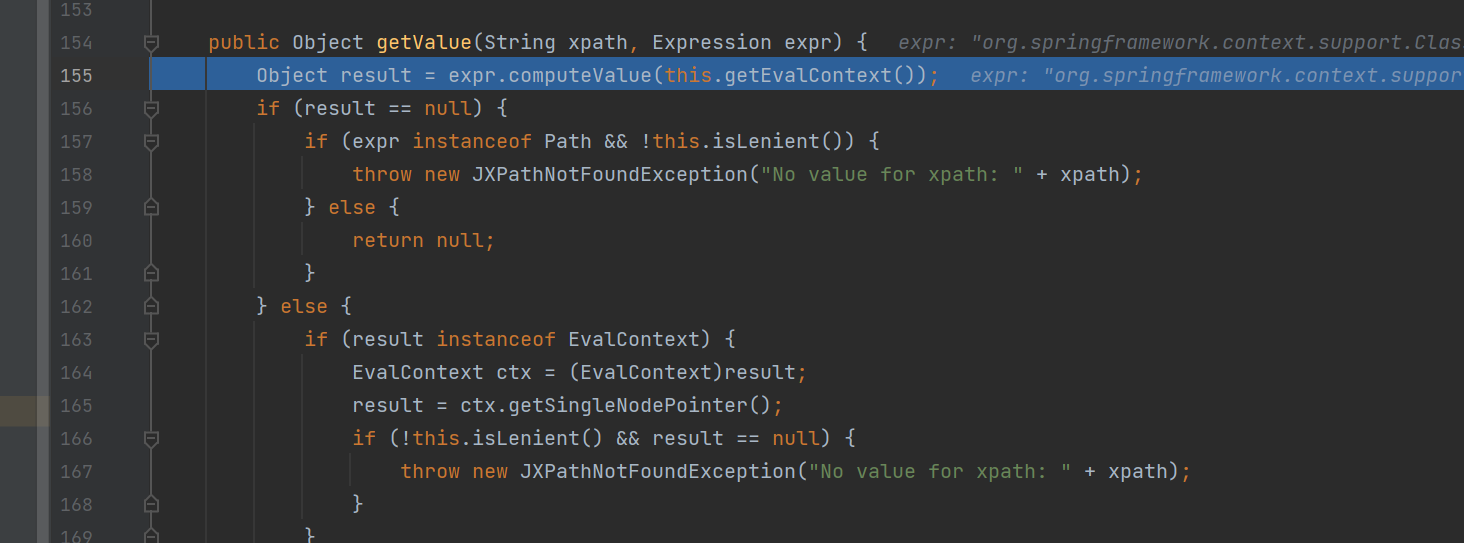 153
154 public Object getValue(String xpath, Expression expr) { expr: "org.springframework.context.support.Clas
155 Object result = expr.computeValue(this.getEvalContext()); expr: "org.springframework.context.suppor
156 if (result == null) {
157 if (expr instanceof Path && !this.isLenient()) {
158 throw new JXPathNotFoundException("No value for xpath: " + xpath);
159 } else {
160 return null;
161 }
162 } else {
163 if (result instanceof EvalContext) {
164 EvalContext ctx = (EvalContext)result;
165 result = ctx.getSingleNodePointer();
166 if (!this.isLenient() && result == null) {
167 throw new JXPathNotFoundException("No value for xpath: " + xpath);
168 }
169 }